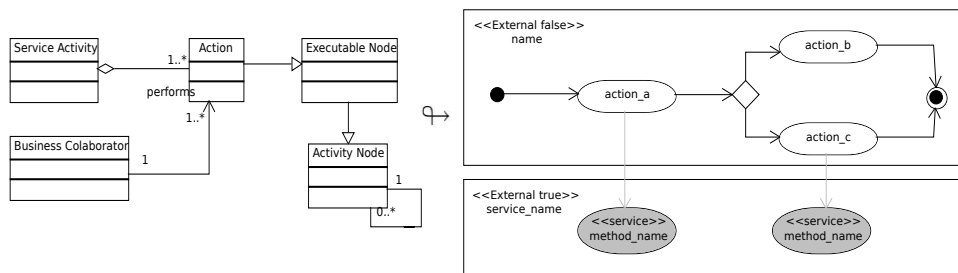 Service Activity
Action
Executable Node
1..*
performs
1..*
Business Colaborator
1
Activity Node
1
0..*
<<External false>>
name
action_a
action_b
action_c
<<External true>>
service_name
<<service>>
method_name
<<service>>
method_name